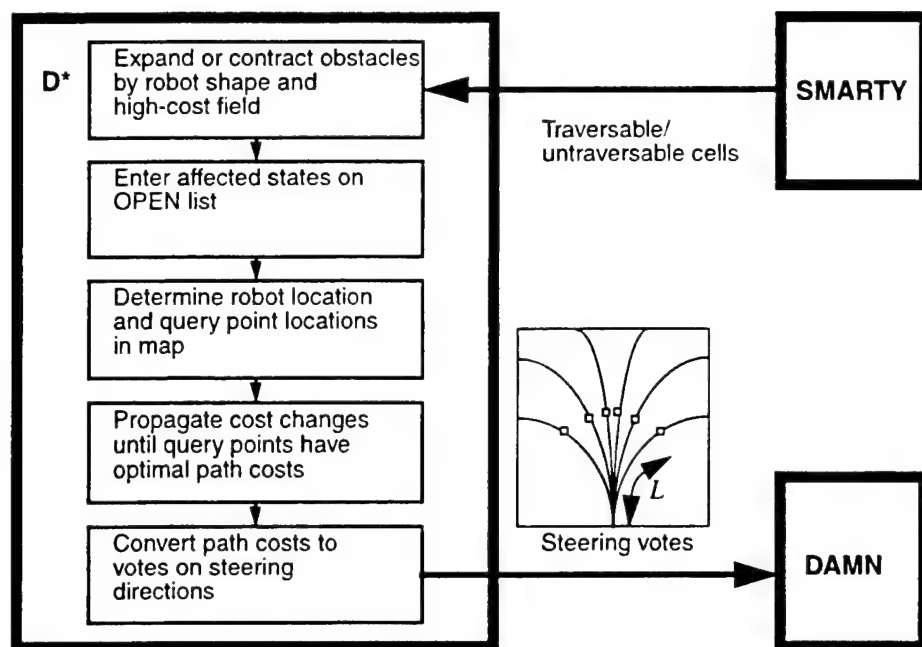 D*
Expand or contract obstacles
by robot shape and
high-cost field
Enter affected states on
OPEN list
Determine robot location
and query point locations
in map
Propagate cost changes
until query points have
optimal path costs
Convert path costs to
votes on steering
directions
SMARTY
Traversable/
untraversable cells
L
Steering votes
DAMN